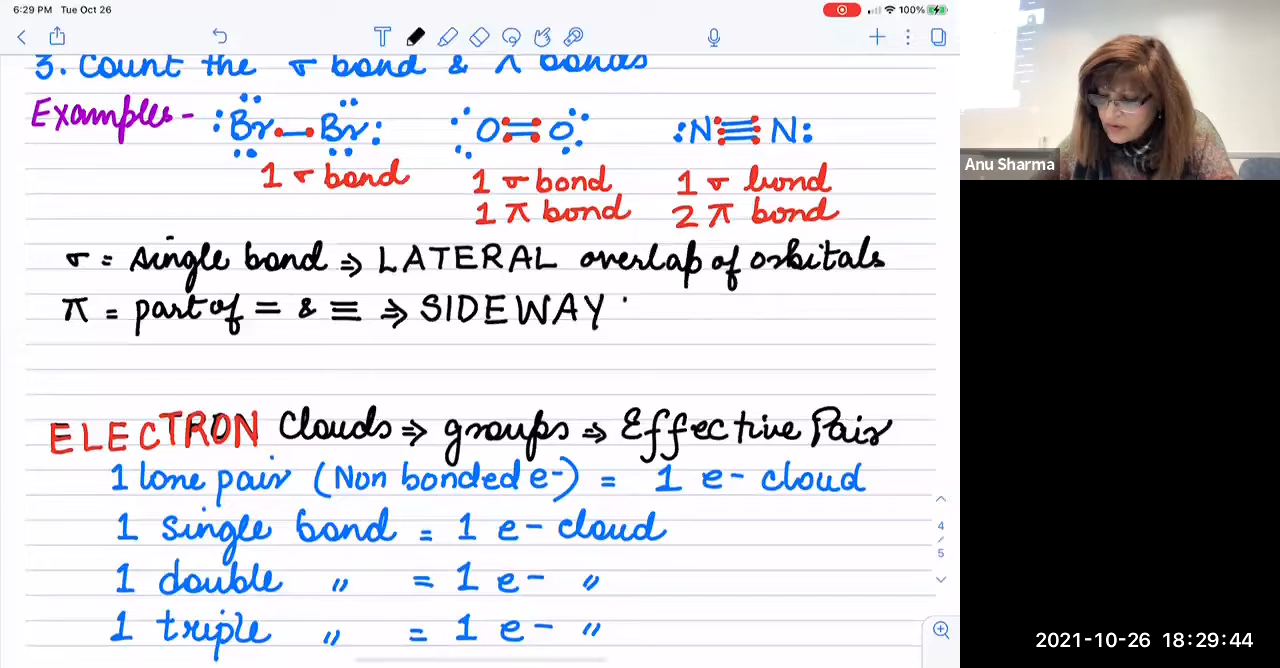 6:29 PM Tue Oct 26
100%
3. Count the σ bond & π bonds
Examples - :Br—Br: O=O :N≡N:
1 σ bond 1 σ bond 1 σ bond
1 π bond 2 π bond
σ = single bond ⇒ LATERAL overlap of orbitals
π = part of = & ≡ ⇒ SIDEWAY
ELECTRON Clouds ⇒ groups ⇒ Effective Pair
1 lone pair (Non bonded e-) = 1 e- cloud
1 single bond = 1 e- cloud
1 double " = 1 e- "
1 triple " = 1 e- "
4/5
Anu Sharma
2021-10-26 18:29:44